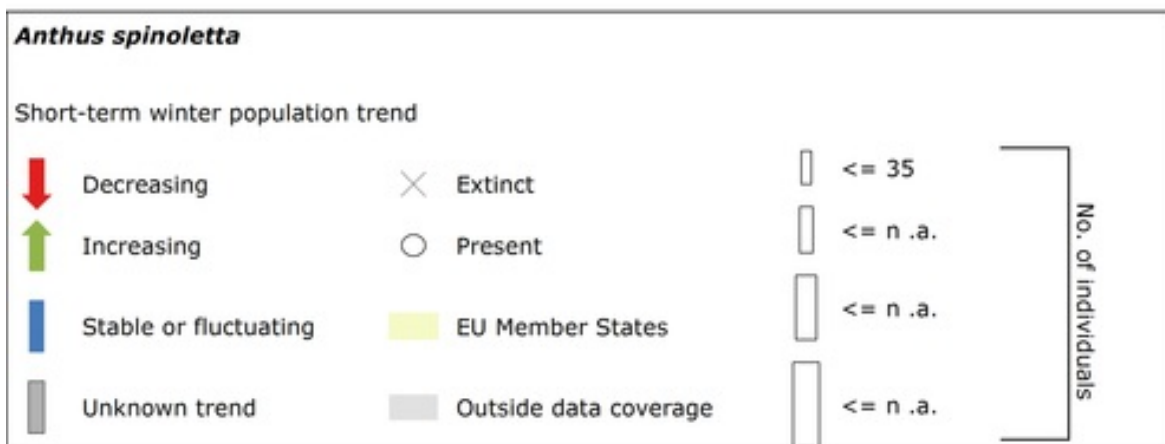 Anthus spinoletta
Short-term winter population trend
Decreasing
Increasing
Stable or fluctuating
Unknown trend
Extinct
Present
EU Member States
Outside data coverage
<= 35
<= n .a.
<= n .a.
<= n .a.
No. of individuals